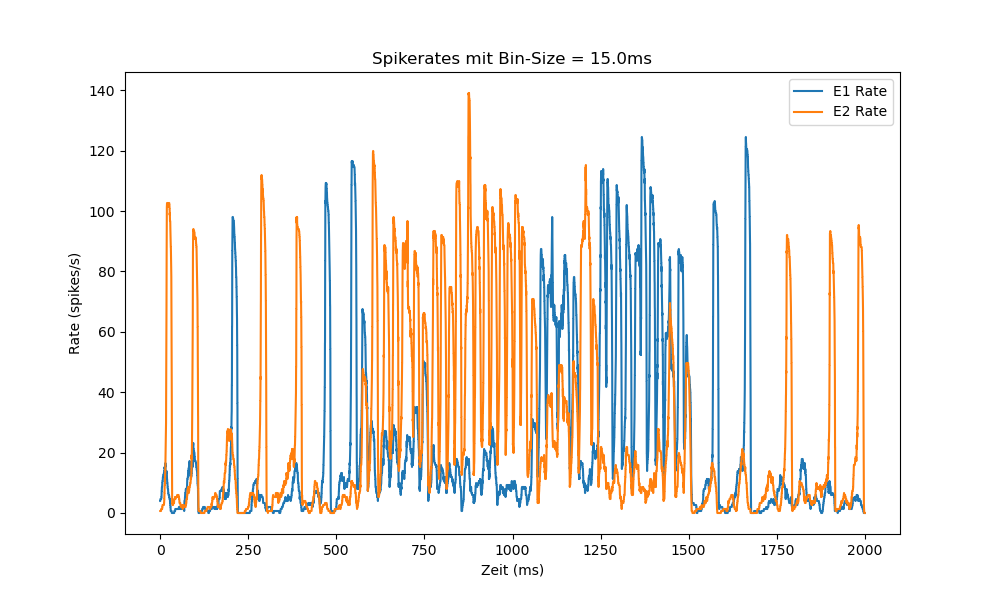 Spikerates mit Bin-Size = 15.0ms
E1 Rate
E2 Rate
Rate (spikes/s)
140
120
100
80
60
40
20
0
0 250 500 750 1000 1250 1500 1750 2000
Zeit (ms)